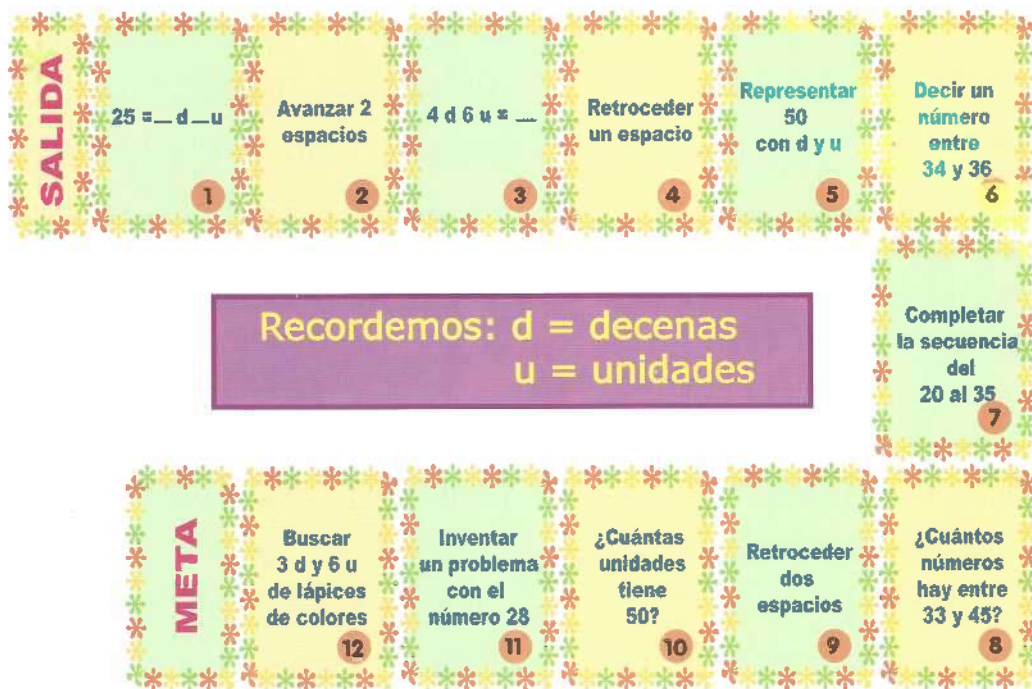 SALIDA
25 = __ d __ u
1
Avanzar 2
espacios
2
4 d 6 u = __
3
Retroceder
un espacio
4
Representar
50
con d y u
5
Decir un
número
entre
34 y 36
6
Completar
la secuencia
del
20 al 35
7
Recordemos: d = decenas
u = unidades
¿Cuántos
números
hay entre
33 y 45?
8
Retroceder
dos
espacios
9
¿Cuántas
unidades
tiene
50?
10
Inventar
un problema
con el
número 28
11
Buscar
3 d y 6 u
de lápices
de colores
12
META